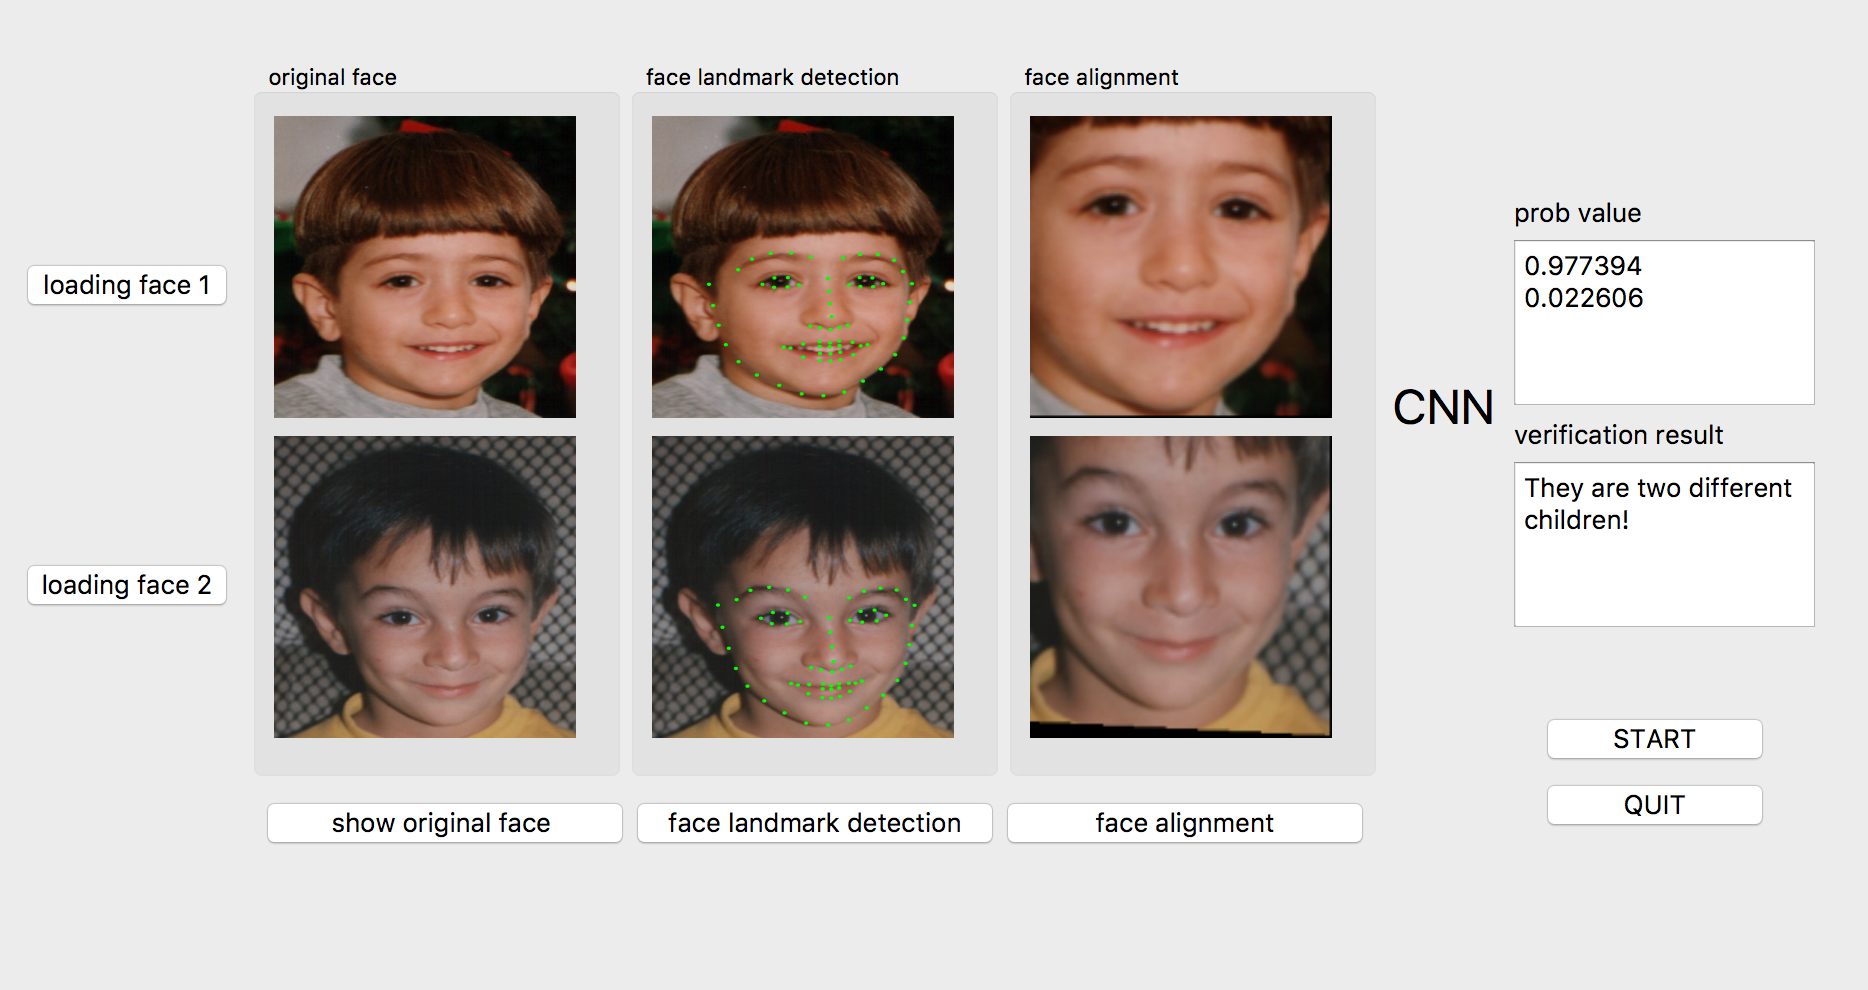 original face
face landmark detection
face alignment
loading face 1
loading face 2
CNN
prob value
0.977394
0.022606
verification result
They are two different
children!
START
QUIT
show original face
face landmark detection
face alignment